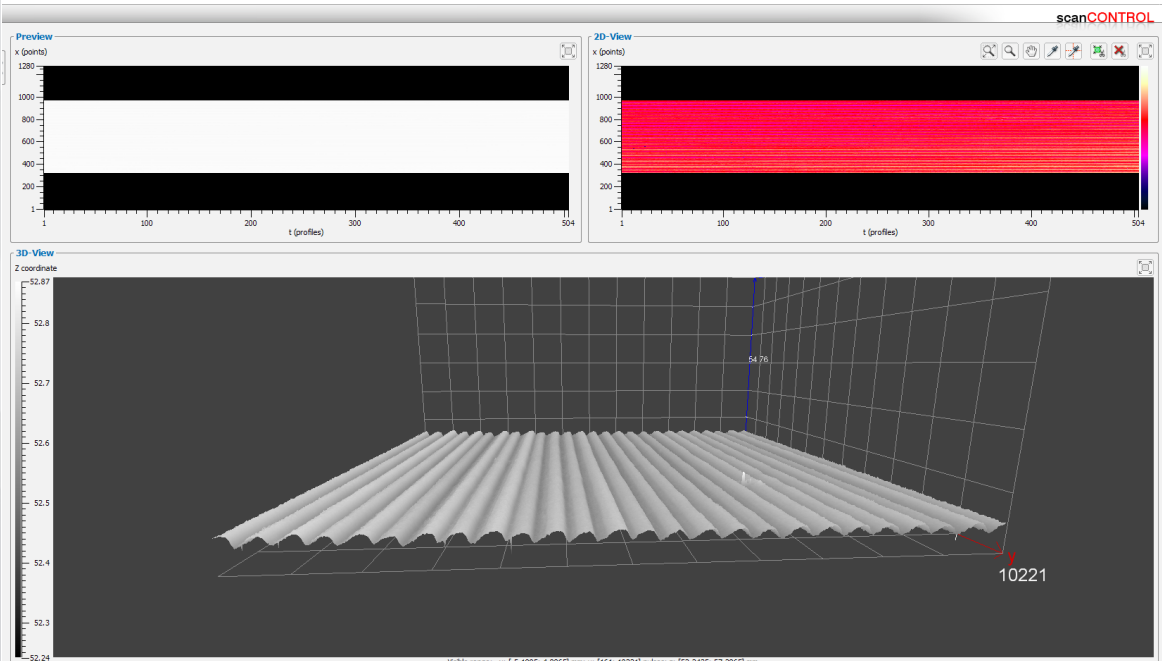 scanCONTROL
Preview
x (points)
1280
1000
800
600
400
200
1
1 100 200 300 400 504
t (profiles)
2D-View
x (points)
1280
1000
800
600
400
200
1
1 100 200 300 400 504
t (profiles)
3D-View
Z coordinate
52.87
52.8
52.7
52.6
52.5
52.4
52.3
52.24
54.76
y
10221